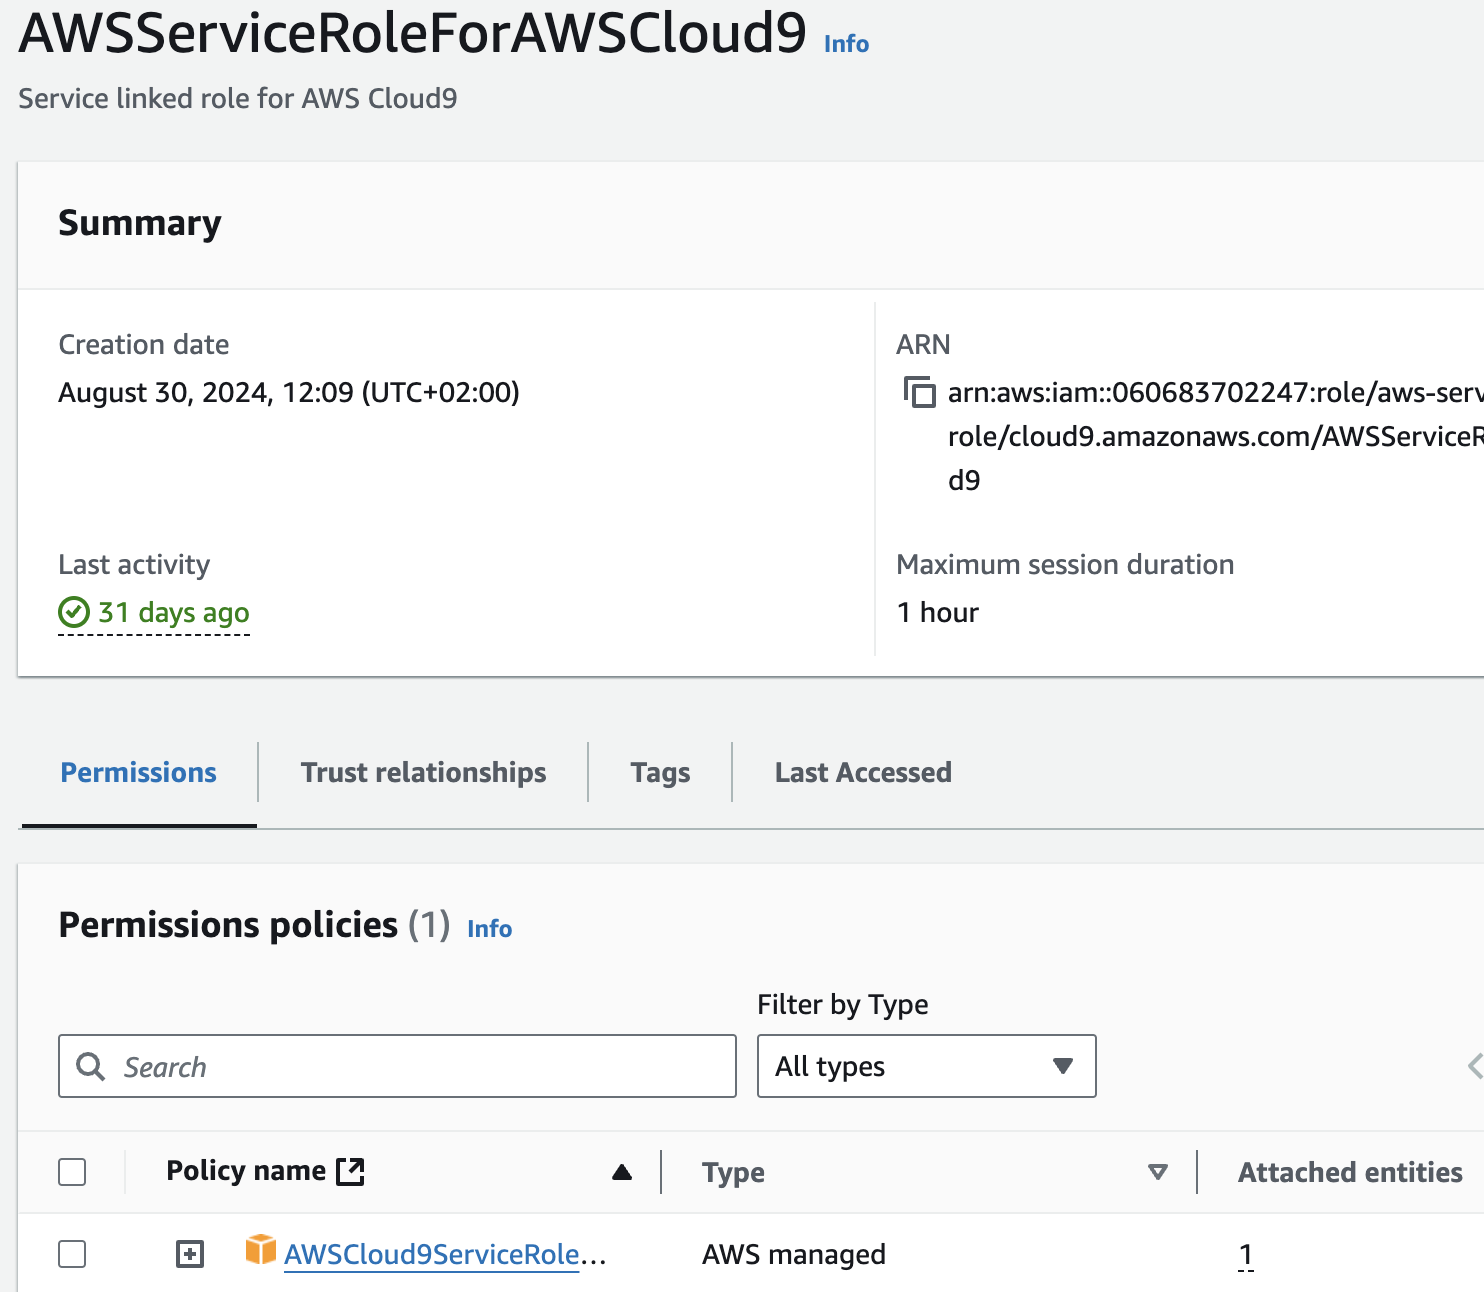 AWSServiceRoleForAWSCloud9 Info
Service linked role for AWS Cloud9
Summary
Creation date
August 30, 2024, 12:09 (UTC+02:00)
ARN
arn:aws:iam::060683702247:role/aws-serv
role/cloud9.amazonaws.com/AWSServiceR
d9
Last activity
31 days ago
Maximum session duration
1 hour
Permissions Trust relationships Tags Last Accessed
Permissions policies (1) Info
Filter by Type
Search All types
Policy name Type Attached entities
AWSCloud9ServiceRole... AWS managed 1